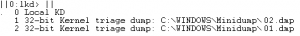 ||0:1kd> ||
.  0 Local KD
   1 32-bit Kernel triage dump: C:\WINDOWS\Minidump\02.dmp
   2 32-bit Kernel triage dump: C:\WINDOWS\Minidump\01.dmp